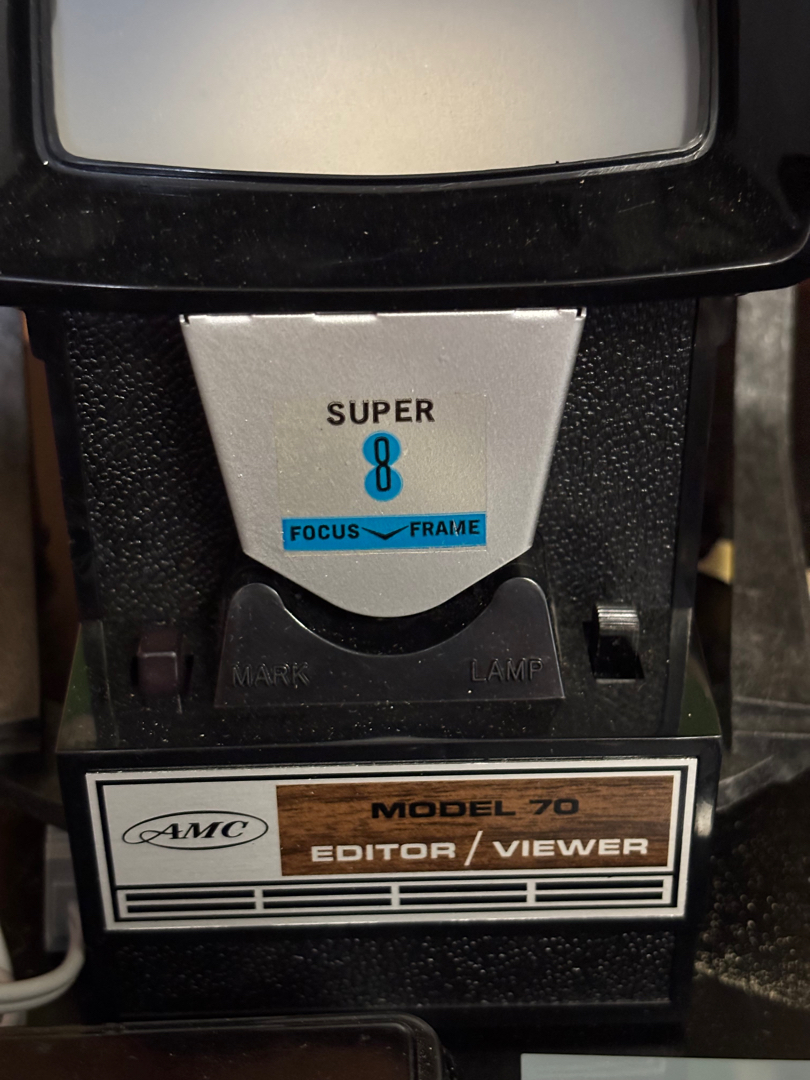 SUPER
8
FOCUS FRAME
MARK LAMP
AMC
MODEL 70
EDITOR / VIEWER